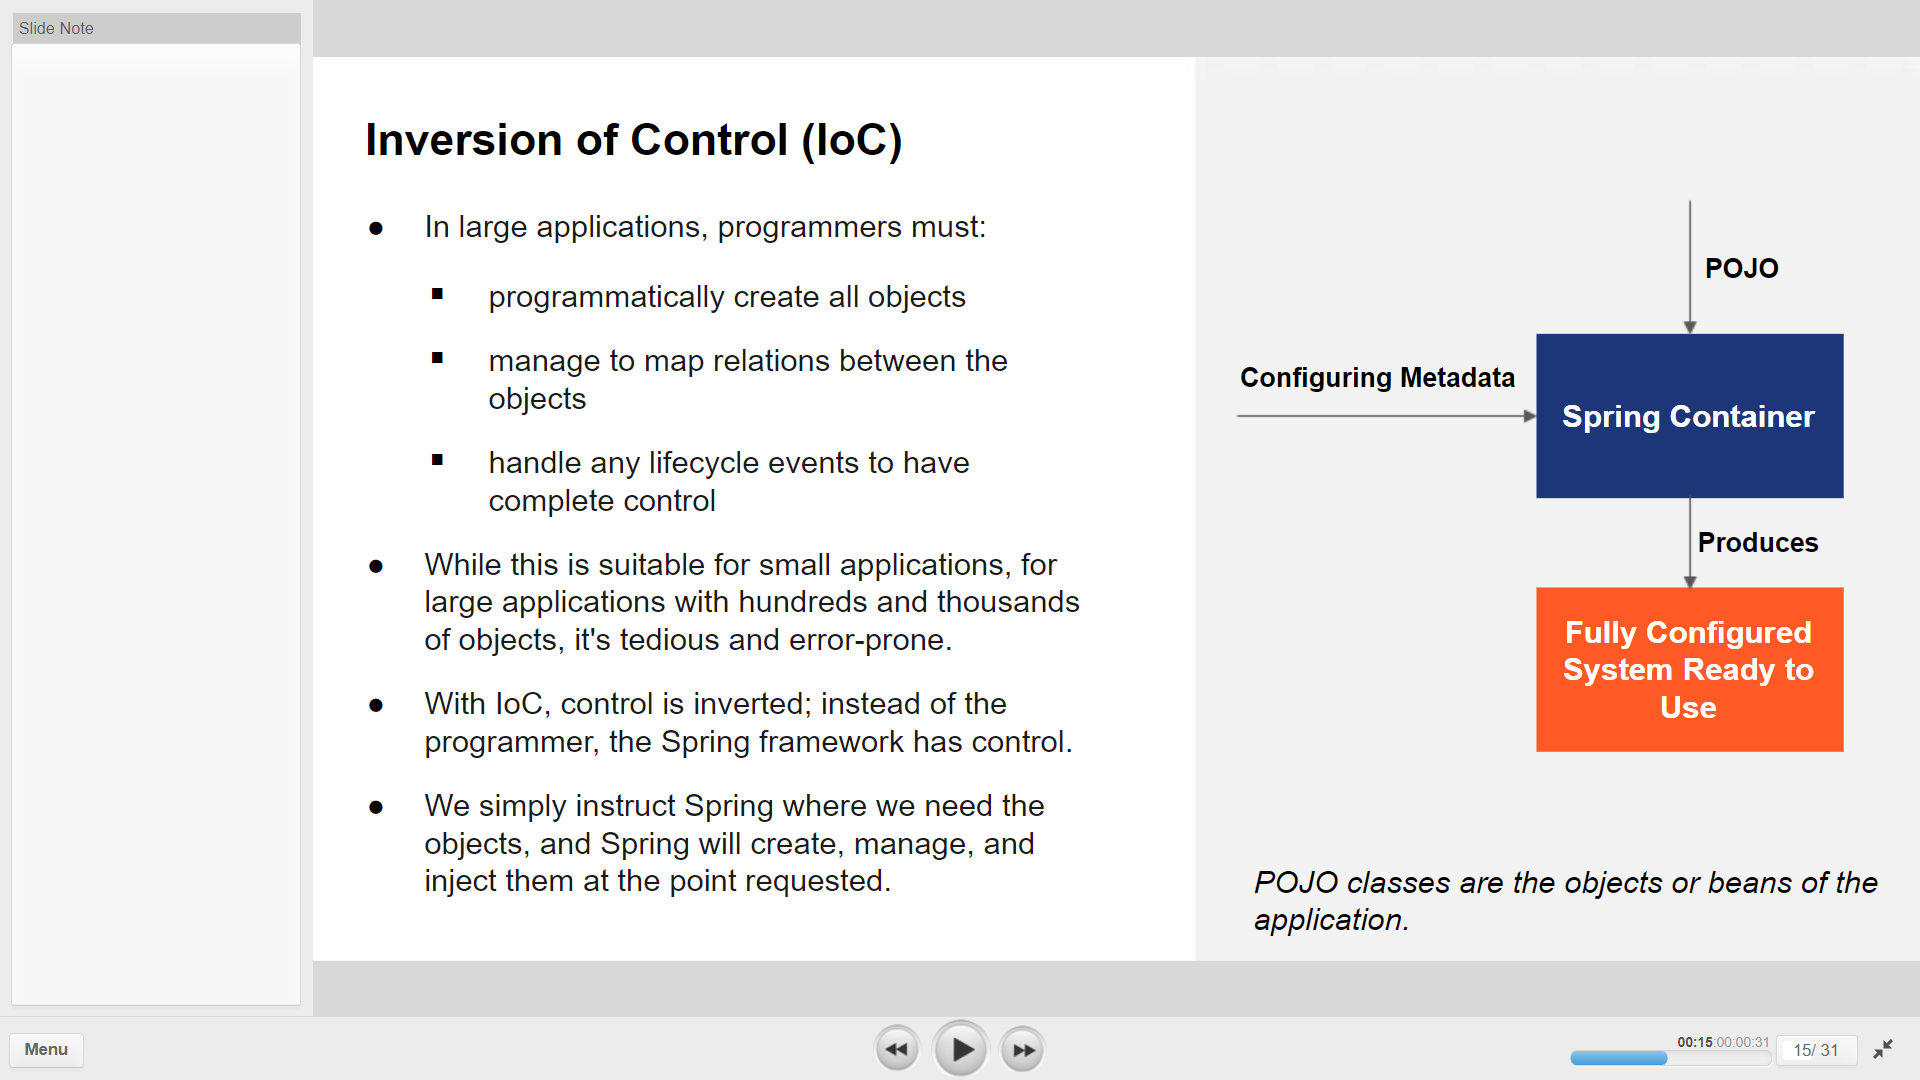 Slide Note
Inversion of Control (IoC)
● In large applications, programmers must:
■ programmatically create all objects
■ manage to map relations between the
objects
■ handle any lifecycle events to have
complete control
● While this is suitable for small applications, for
large applications with hundreds and thousands
of objects, it's tedious and error-prone.
● With IoC, control is inverted; instead of the
programmer, the Spring framework has control.
● We simply instruct Spring where we need the
objects, and Spring will create, manage, and
inject them at the point requested.
POJO
Configuring Metadata
Spring Container
Produces
Fully Configured
System Ready to
Use
POJO classes are the objects or beans of the
application.
Menu
00:15:00:00:31
15/ 31